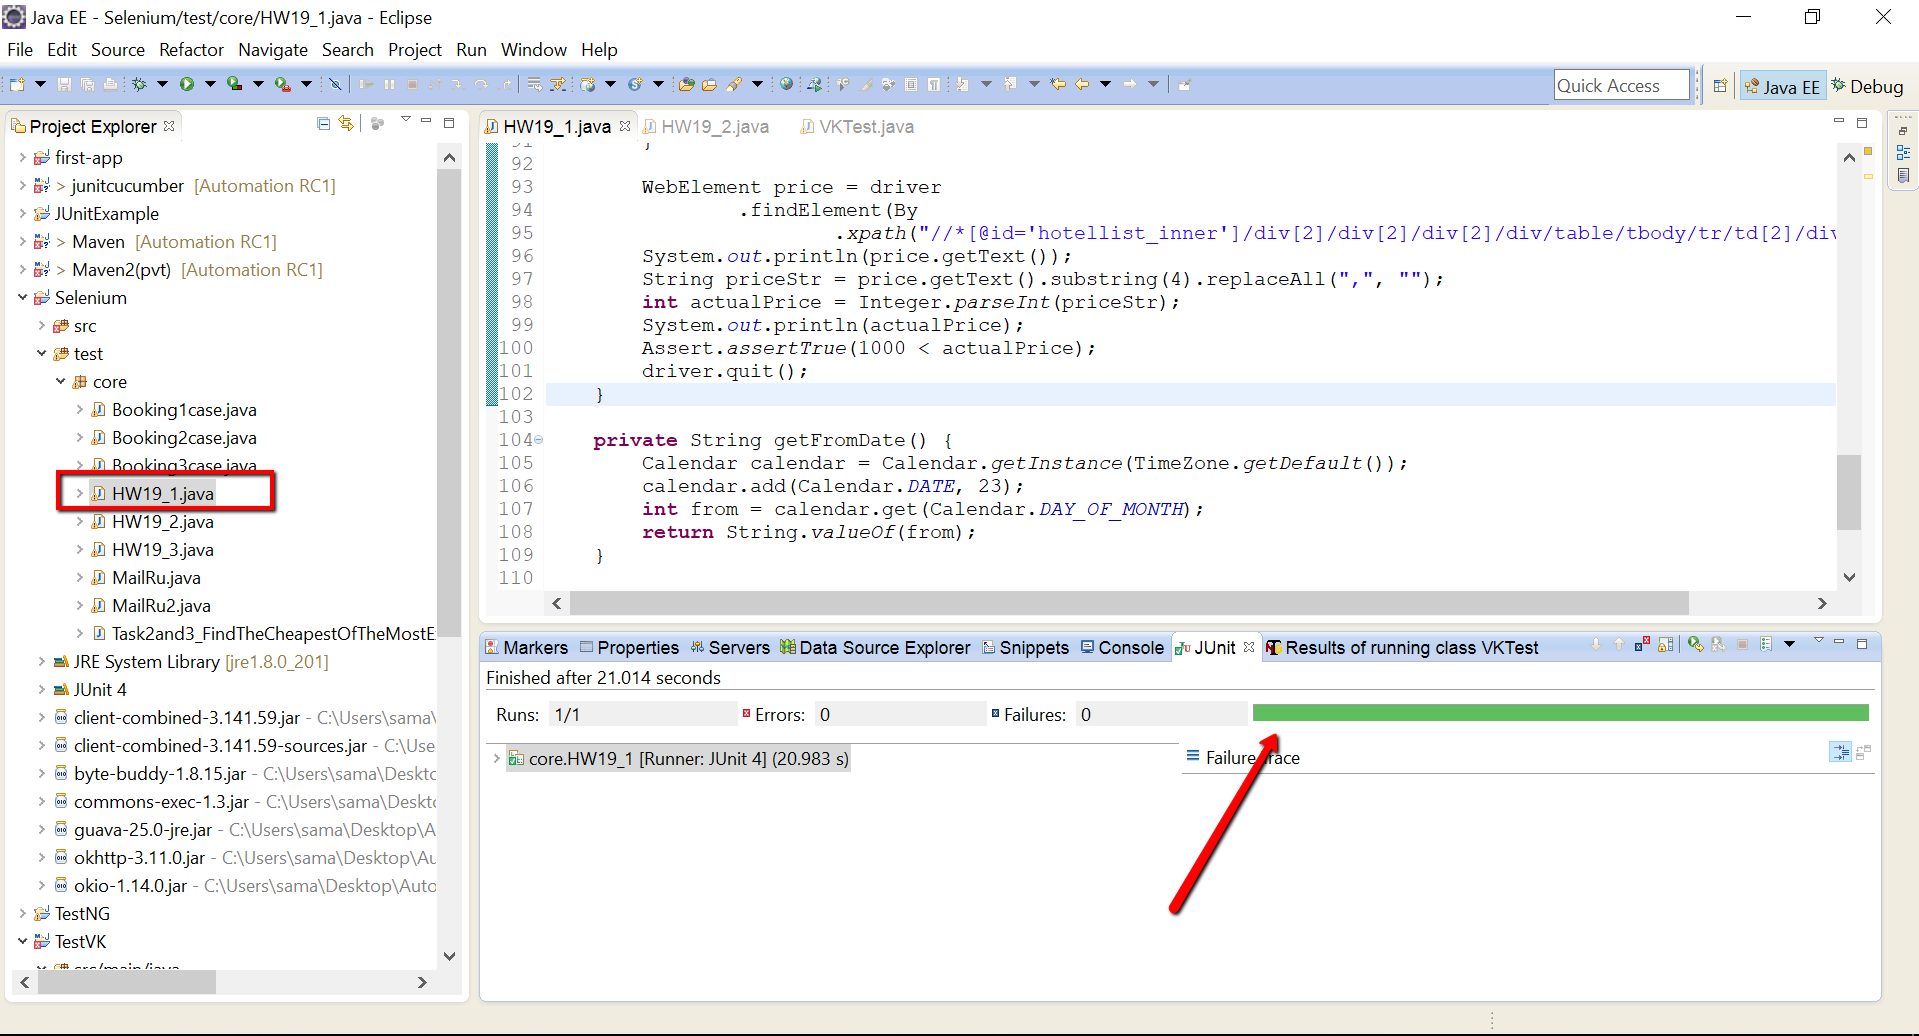 Java EE - Selenium/test/core/HW19_1.java - Eclipse
File Edit Source Refactor Navigate Search Project Run Window Help
Quick Access
Java EE
Debug
Project Explorer
first-app
> junitcucumber [Automation RC1]
JUnitExample
> Maven [Automation RC1]
> Maven2(pvt) [Automation RC1]
Selenium
src
test
core
Booking1case.java
Booking2case.java
Booking3case.java
HW19_1.java
HW19_2.java
HW19_3.java
MailRu.java
MailRu2.java
Task2and3_FindTheCheapestOfTheMostE
JRE System Library [jre1.8.0_201]
JUnit 4
client-combined-3.141.59.jar - C:\Users\sama\
client-combined-3.141.59-sources.jar - C:\Use
byte-buddy-1.8.15.jar - C:\Users\sama\Deskto
commons-exec-1.3.jar - C:\Users\sama\Deskt
guava-25.0-jre.jar - C:\Users\sama\Desktop\A
okhttp-3.11.0.jar - C:\Users\sama\Desktop\Au
okio-1.14.0.jar - C:\Users\sama\Desktop\Auto
TestNG
TestVK
src/main/java
HW19_1.java HW19_2.java VKTest.java
91 }
92
93 WebElement price = driver
94 .findElement(By
95 .xpath("//*[@id='hotellist_inner']/div[2]/div[2]/div[2]/div/table/tbody/tr/td[2]/div
96 System.out.println(price.getText());
97 String priceStr = price.getText().substring(4).replaceAll(",", "");
98 int actualPrice = Integer.parseInt(priceStr);
99 System.out.println(actualPrice);
100 Assert.assertTrue(1000 < actualPrice);
101 driver.quit();
102 }
103
104 private String getFromDate() {
105 Calendar calendar = Calendar.getInstance(TimeZone.getDefault());
106 calendar.add(Calendar.DATE, 23);
107 int from = calendar.get(Calendar.DAY_OF_MONTH);
108 return String.valueOf(from);
109 }
110
Markers Properties Servers Data Source Explorer Snippets Console JUnit Results of running class VKTest
Finished after 21.014 seconds
Runs: 1/1 Errors: 0 Failures: 0
core.HW19_1 [Runner: JUnit 4] (20.983 s)
Failure Trace